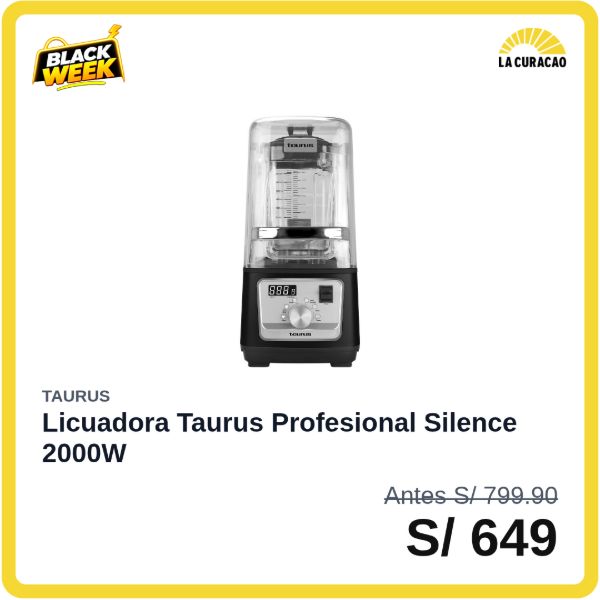 BLACK
WEEK
LA CURACAO
taurus
888
taurus
TAURUS
Licuadora Taurus Profesional Silence
2000W
Antes S/ 799.90
S/ 649